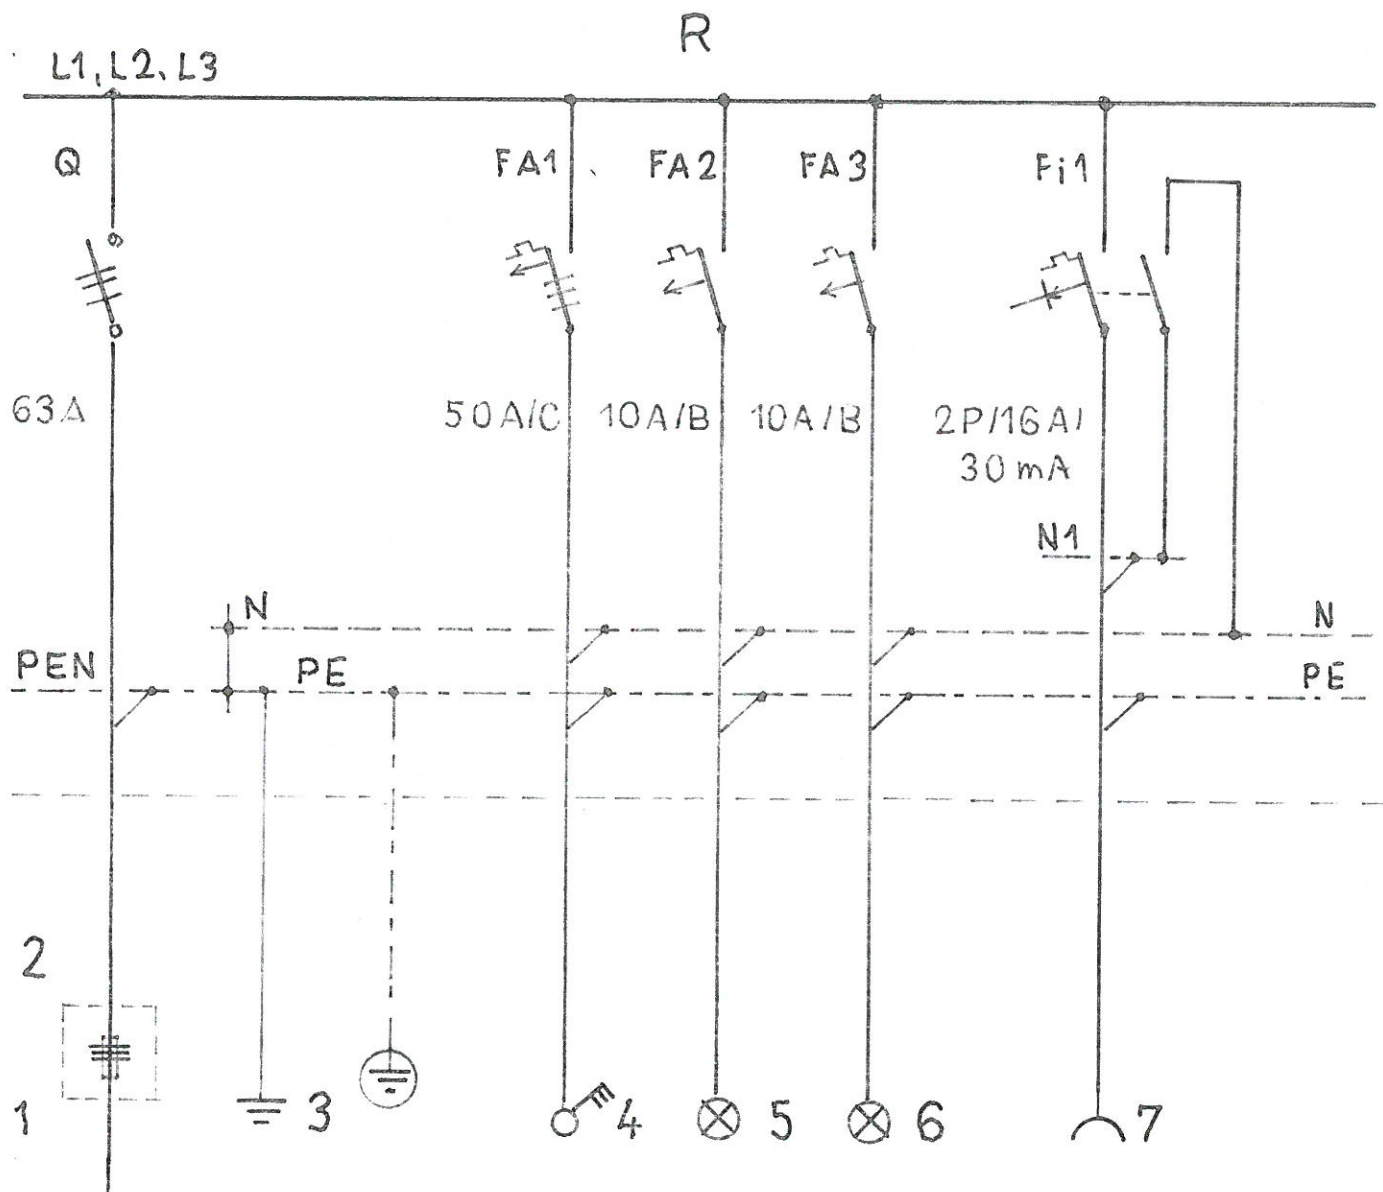 R
L1, L2, L3
Q
FA1
FA2
FA3
Fi1
63A
50A/C
10A/B
10A/B
2P/16A/
30mA
N1
N
N
PEN
PE
PE
2
1
3
4
5
6
7